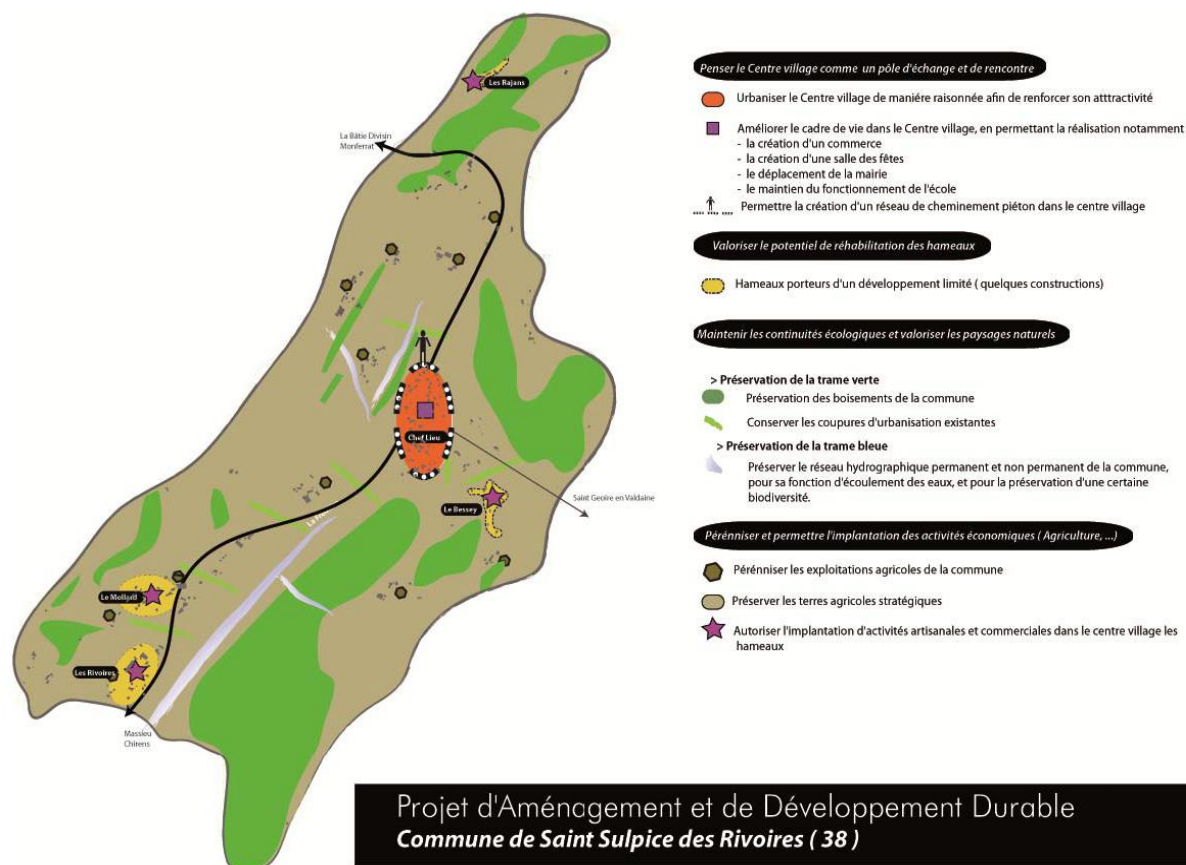 Les Rajans
La Bâtie Divisin
Monferrat
Chef Lieu
Saint Geoire en Valdaine
Le Bessey
Les Rivoires
Massieu
Chirens
Penser le Centre village comme un pôle d'échange et de rencontre
Urbaniser le Centre village de maniére raisonnée afin de renforcer son atttractivité
Améliorer le cadre de vie dans le Centre village, en permettant la réalisation notamment
- la création d'un commerce
- la création d'une salle des fêtes
- le déplacement de la mairie
- le maintien du fonctionnement de l'école
Permettre la création d'un réseau de cheminement piéton dans le centre village
Valoriser le potentiel de réhabilitation des hameaux
Hameaux porteurs d'un développement limité ( quelques constructions)
Maintenir les continuités écologiques et valoriser les paysages naturels
> Préservation de la trame verte
Préservation des boisements de la commune
Conserver les coupures d'urbanisation existantes
> Préservation de la trame bleue
Préserver le réseau hydrographique permanent et non permanent de la commune,
pour sa fonction d'écoulement des eaux, et pour la préservation d'une certaine
biodiversité.
Pérénniser et permettre l'implantation des activités économiques ( Agriculture, ...)
Pérénniser les exploitations agricoles de la commune
Préserver les terres agricoles stratégiques
Autoriser l'implantation d'activités artisanales et commerciales dans le centre village les
hameaux
Projet d'Aménagement et de Développement Durable
Commune de Saint Sulpice des Rivoires ( 38 )